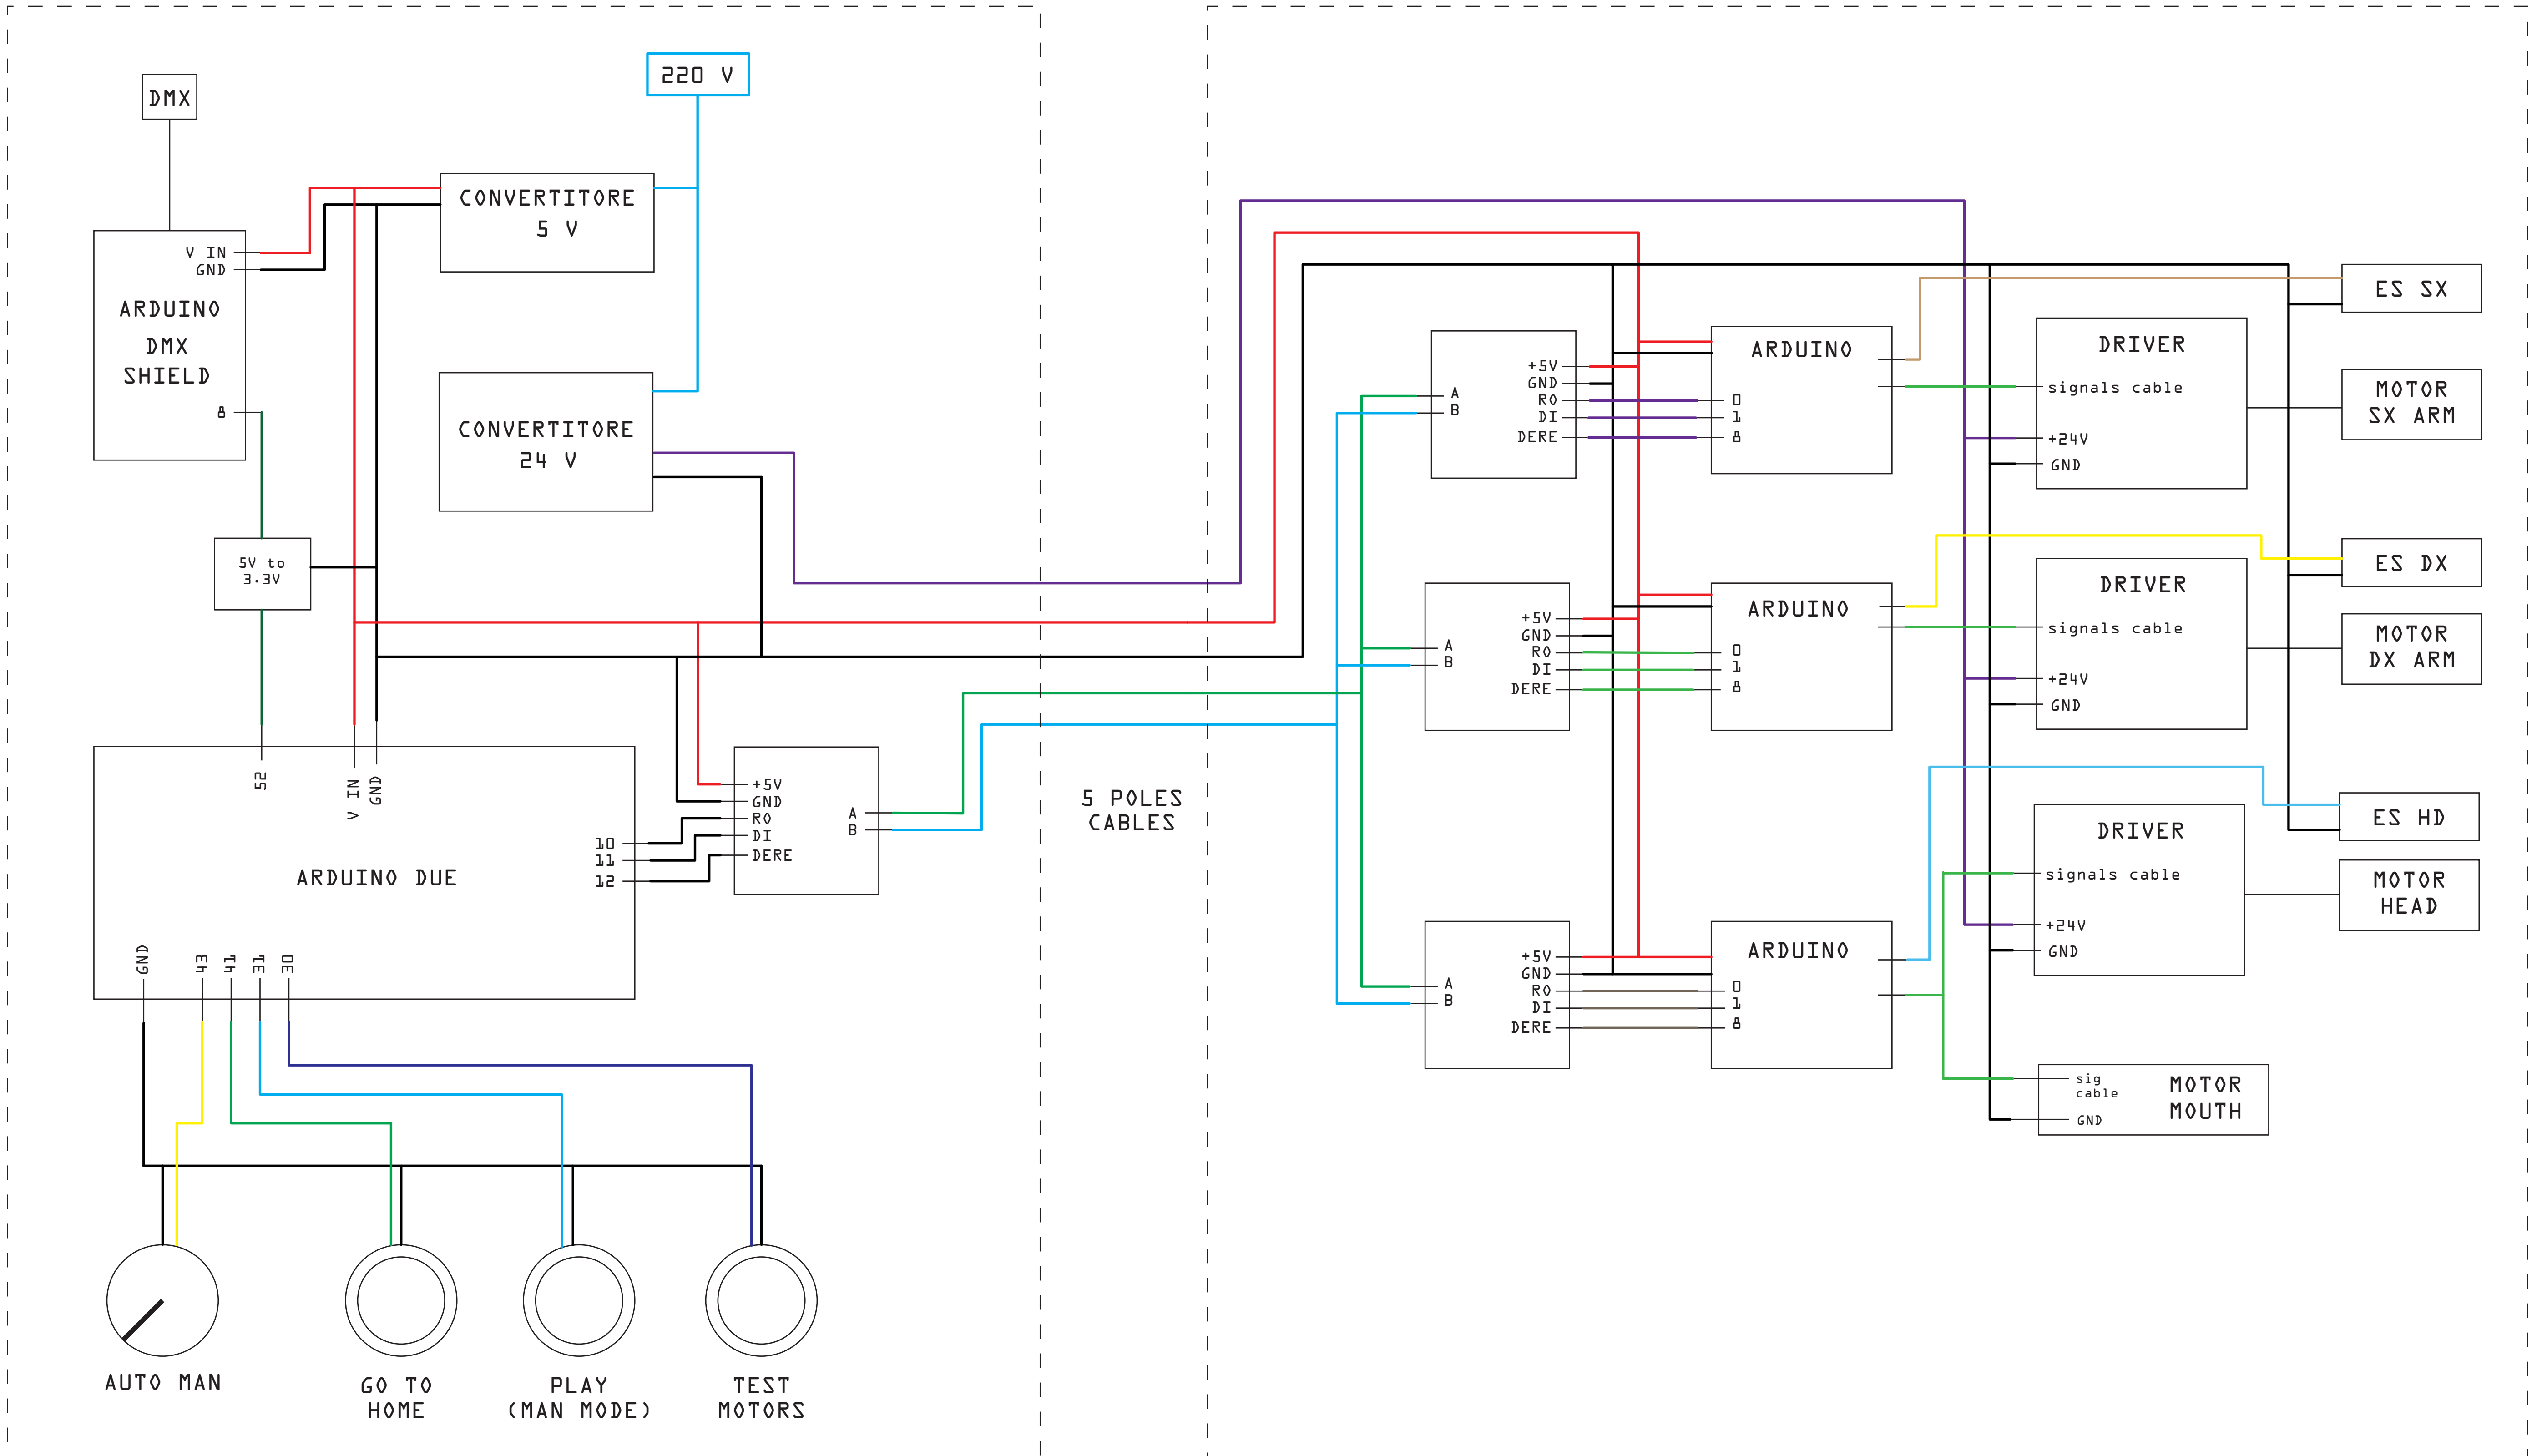 DMX
220 V
CONVERTITORE
5 V
V IN
GND
ARDUINO
DMX
SHIELD
8
CONVERTITORE
24 V
5V to
3.3V
52
V IN
GND
ARDUINO DUE
10
11
12
GND
43
41
31
30
+5V
GND
RO
DI
DERE
A
B
AUTO MAN
GO TO
HOME
PLAY
(MAN MODE)
TEST
MOTORS
5 POLES
CABLES
A
B
+5V
GND
RO
DI
DERE
ARDUINO
0
1
8
DRIVER
signals cable
+24V
GND
ES SX
MOTOR
SX ARM
A
B
+5V
GND
RO
DI
DERE
ARDUINO
0
1
8
DRIVER
signals cable
+24V
GND
ES DX
MOTOR
DX ARM
A
B
+5V
GND
RO
DI
DERE
ARDUINO
0
1
8
DRIVER
signals cable
+24V
GND
ES HD
MOTOR
HEAD
sig
cable
GND
MOTOR
MOUTH